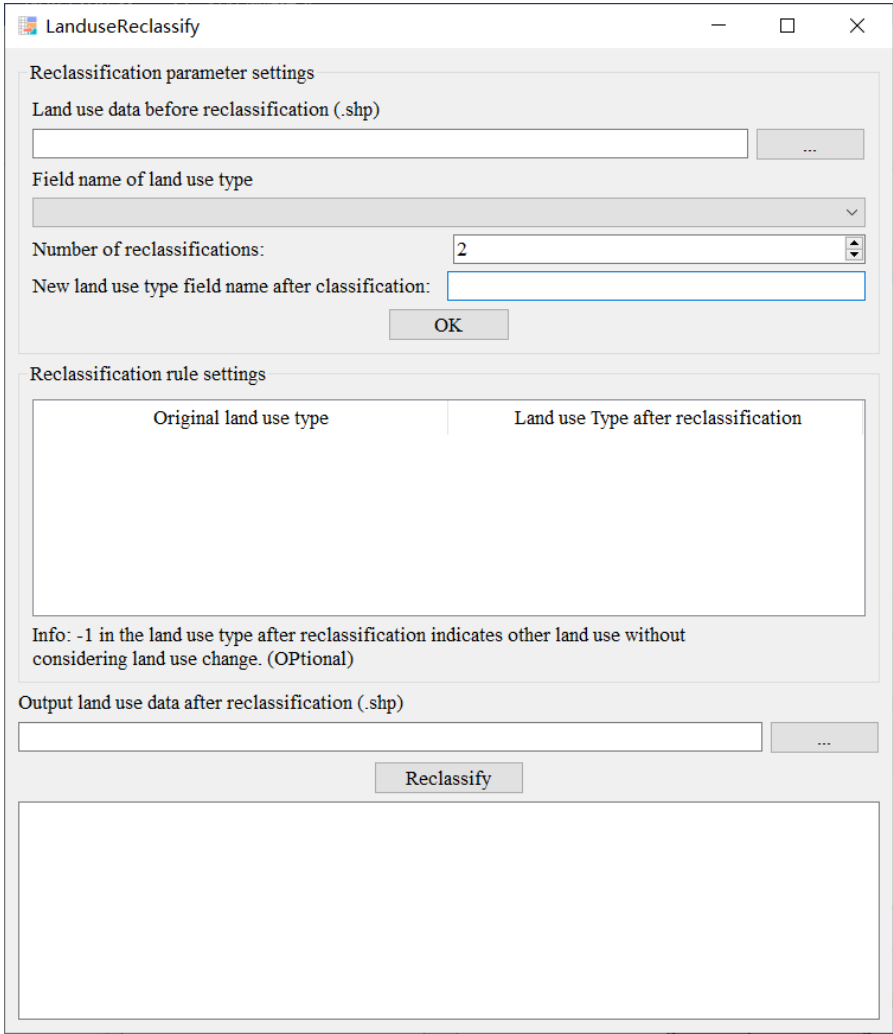 LanduseReclassify
Reclassification parameter settings
Land use data before reclassification (.shp)
...
Field name of land use type
Number of reclassifications:
2
New land use type field name after classification:
OK
Reclassification rule settings
Original land use type
Land use Type after reclassification
Info: -1 in the land use type after reclassification indicates other land use without
considering land use change. (OPtional)
Output land use data after reclassification (.shp)
...
Reclassify